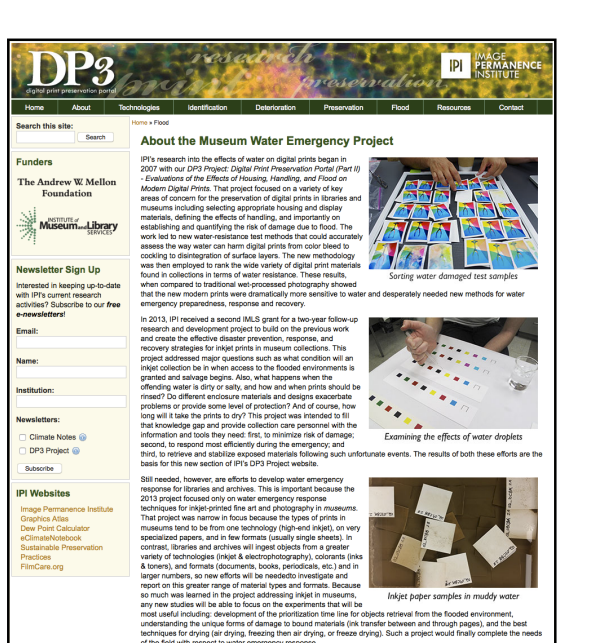 DP3
digital print preservation portal
research
preservation
IPI
IMAGE
PERMANENCE
INSTITUTE
Home About Technologies Identification Deterioration Preservation Flood Resources Contact
Search this site:
Search
Funders
The Andrew W. Mellon
Foundation
INSTITUTE of
Museum and Library
SERVICES
Newsletter Sign Up
Interested in keeping up-to-date
with IPI's current research
activities? Subscribe to our free
e-newsletters!
Email:
Name:
Institution:
Newsletters:
Climate Notes
DP3 Project
Subscribe
IPI Websites
Image Permanence Institute
Graphics Atlas
Dew Point Calculator
eClimateNotebook
Sustainable Preservation
Practices
FilmCare.org
Home » Flood
About the Museum Water Emergency Project
IPI's research into the effects of water on digital prints began in
2007 with our DP3 Project: Digital Print Preservation Portal (Part II)
- Evaluations of the Effects of Housing, Handling, and Flood on
Modern Digital Prints. That project focused on a variety of key
areas of concern for the preservation of digital prints in libraries and
museums including selecting appropriate housing and display
materials, defining the effects of handling, and importantly on
establishing and quantifying the risk of damage due to flood. The
work led to new water-resistance test methods that could accurately
assess the way water can harm digital prints from color bleed to
cockling to disintegration of surface layers. The new methodology
was then employed to rank the wide variety of digital print materials
found in collections in terms of water resistance. These results,
when compared to traditional wet-processed photography showed
that the new modern prints were dramatically more sensitive to water and desperately needed new methods for water
emergency preparedness, response and recovery.
Sorting water damaged test samples
In 2013, IPI received a second IMLS grant for a two-year follow-up
research and development project to build on the previous work
and create the effective disaster prevention, response, and
recovery strategies for inkjet prints in museum collections. This
project addressed major questions such as what condition will an
inkjet collection be in when access to the flooded environments is
granted and salvage begins. Also, what happens when the
offending water is dirty or salty, and how and when prints should be
rinsed? Do different enclosure materials and designs exacerbate
problems or provide some level of protection? And of course, how
long will it take the prints to dry? This project was intended to fill
that knowledge gap and provide collection care personnel with the
information and tools they need: first, to minimize risk of damage;
second, to respond most efficiently during the emergency; and
third, to retrieve and stabilize exposed materials following such unfortunate events. The results of both these efforts are the
basis for this new section of IPI's DP3 Project website.
Examining the effects of water droplets
Still needed, however, are efforts to develop water emergency
response for libraries and archives. This is important because the
2013 project focused only on water emergency response
techniques for inkjet-printed fine art and photography in museums.
That project was narrow in focus because the types of prints in
museums tend to be from one technology (high-end inkjet), on very
specialized papers, and in few formats (usually single sheets). In
contrast, libraries and archives will ingest objects from a greater
variety of technologies (inkjet & electrophotography), colorants (inks
& toners), and formats (documents, books, periodicals, etc.) and in
larger numbers, so new efforts will be neededto investigate and
report on this greater range of material types and formats. Because
so much was learned in the project addressing inkjet in museums,
any new studies will be able to focus on the experiments that will be
most useful including: development of the prioritization time line for objects retrieval from the flooded environment,
understanding the unique forms of damage to bound materials (ink transfer between and through pages), and the best
techniques for drying (air drying, freezing then air drying, or freeze drying). Such a project would finally complete the needs
of the field with respect to water emergency response.
Inkjet paper samples in muddy water